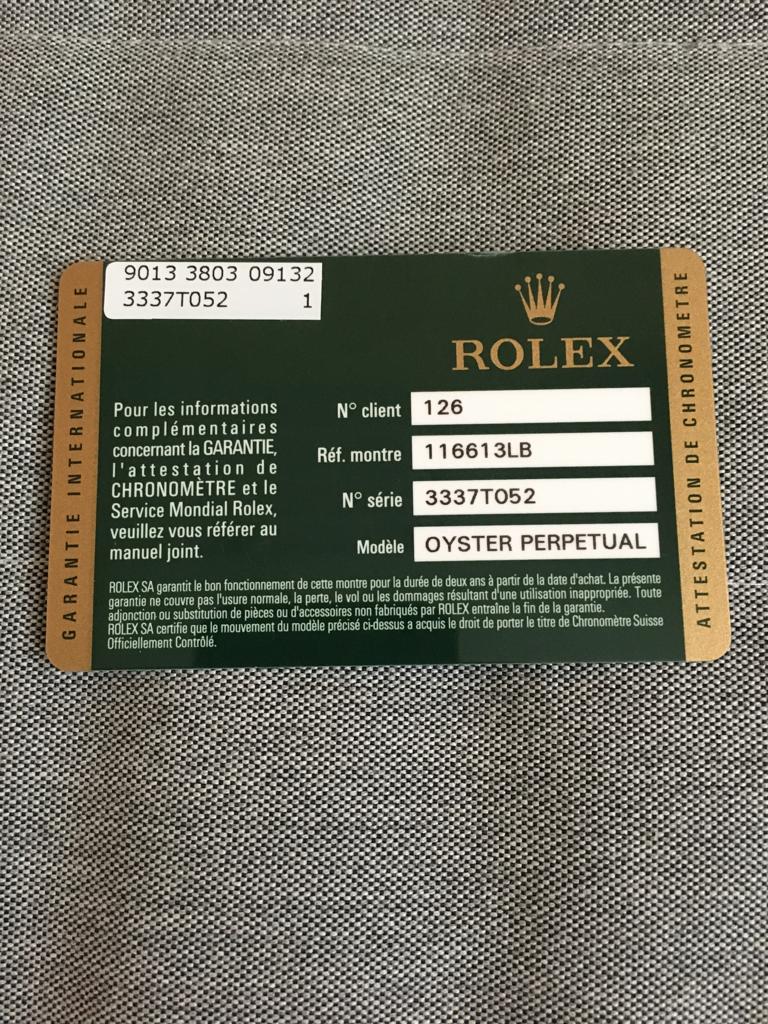 GARANTIE INTERNATIONALE
9013 3803 09132
3337T052 1
ROLEX
Pour les informations
complémentaires
concernant la GARANTIE,
l'attestation de
CHRONOMÈTRE et le
Service Mondial Rolex,
veuillez vous référer au
manuel joint.
N° client 126
Réf. montre 116613LB
N° série 3337T052
Modèle OYSTER PERPETUAL
ROLEX SA garantit le bon fonctionnement de cette montre pour la durée de deux ans à partir de la date d'achat. La présente
garantie ne couvre pas l'usure normale, la perte, le vol ou les dommages résultant d'une utilisation inappropriée. Toute
adjonction ou substitution de pièces ou d'accessoires non fabriqués par ROLEX entraîne la fin de la garantie.
ROLEX SA certifie que le mouvement du modèle précisé ci-dessus a acquis le droit de porter le titre de Chronomètre Suisse
Officiellement Contrôlé.
ATTESTATION DE CHRONOMETRE